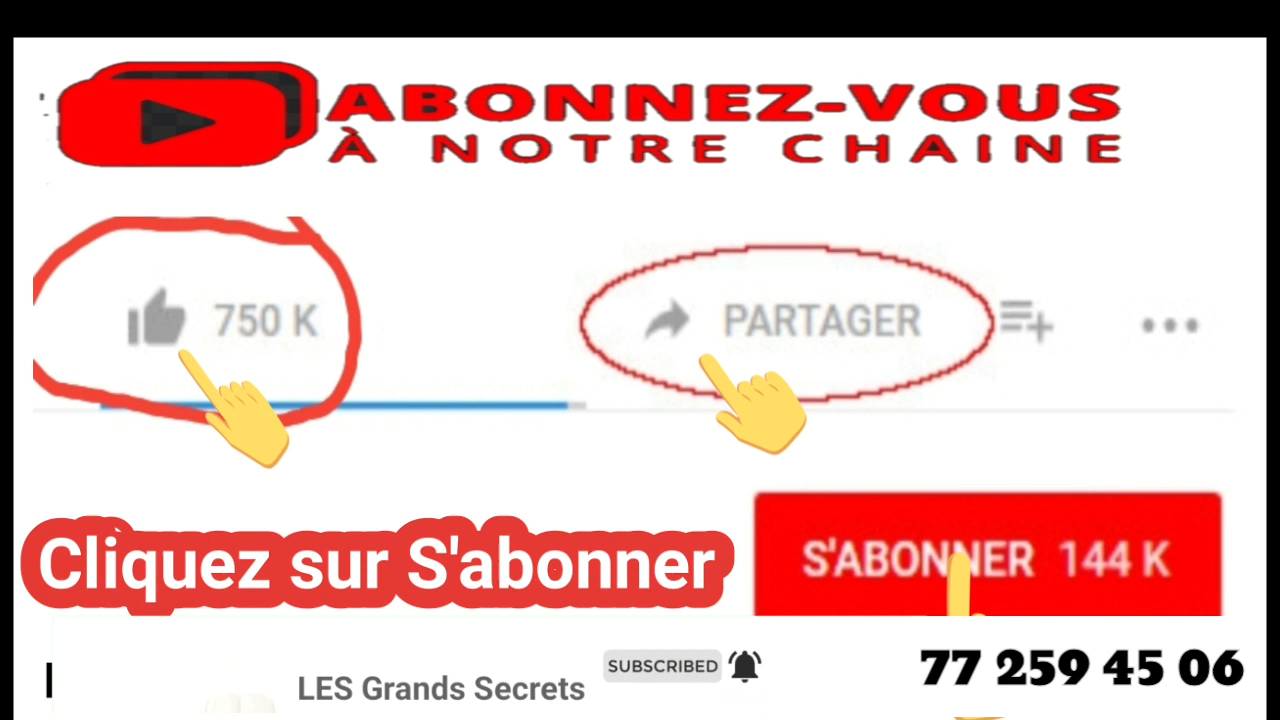 ABONNEZ-VOUS
À NOTRE CHAINE
750 K
PARTAGER
Cliquez sur S'abonner
S'ABONNER 144 K
SUBSCRIBED
LES Grands Secrets
77 259 45 06